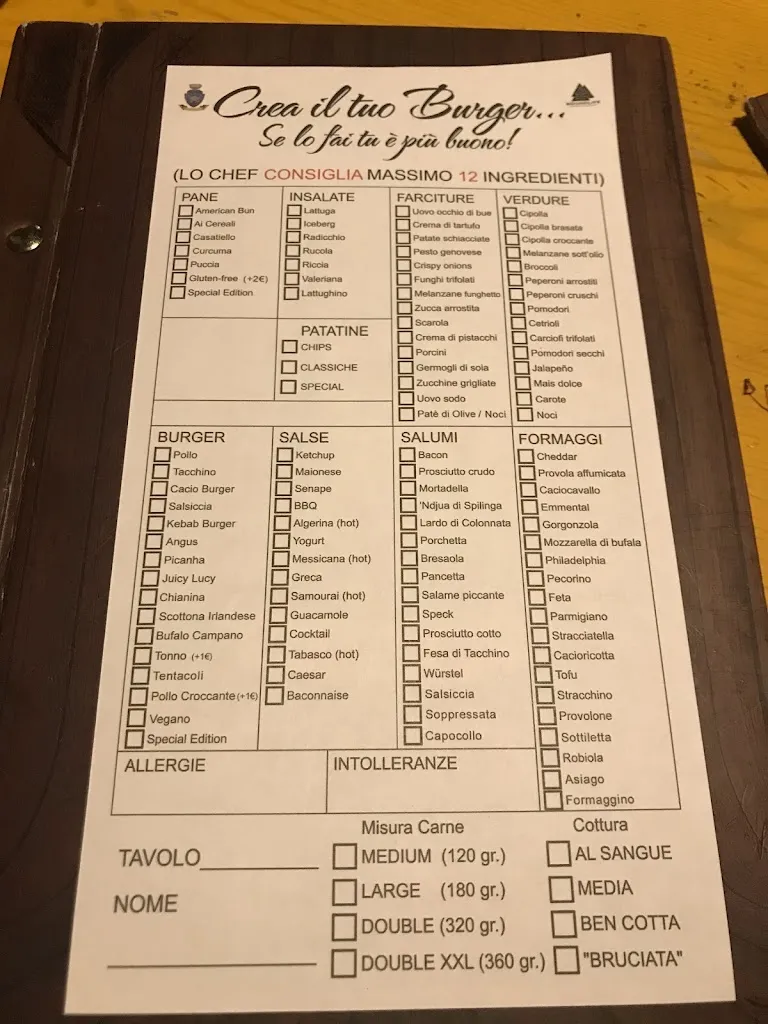 Crea il tuo Burger...
Se lo fai tu è più buono!
(LO CHEF CONSIGLIA MASSIMO 12 INGREDIENTI)
PANE
American Bun
Ai Cereali
Casatiello
Curcuma
Puccia
Gluten-free (+2€)
Special Edition
INSALATE
Lattuga
Iceberg
Radicchio
Rucola
Riccia
Valeriana
Lattughino
PATATINE
CHIPS
CLASSICHE
SPECIAL
FARCITURE
Uovo occhio di bue
Crema di tartufo
Patate schiacciate
Pesto genovese
Crispy onions
Funghi trifolati
Melanzane funghetto
Zucca arrostita
Scarola
Crema di pistacchi
Porcini
Germogli di soia
Zucchine grigliate
Uovo sodo
Patè di Olive / Noci
VERDURE
Cipolla
Cipolla brasata
Cipolla croccante
Melanzane sott'olio
Broccoli
Peperoni arrostiti
Peperoni cruschi
Pomodori
Cetrioli
Carciofi trifolati
Pomodori secchi
Jalapeño
Mais dolce
Carote
Noci
BURGER
Pollo
Tacchino
Cacio Burger
Salsiccia
Kebab Burger
Angus
Picanha
Juicy Lucy
Chianina
Scottona Irlandese
Bufalo Campano
Tonno (+1€)
Tentacoli
Pollo Croccante (+1€)
Vegano
Special Edition
SALSE
Ketchup
Maionese
Senape
BBQ
Algerina (hot)
Yogurt
Messicana (hot)
Greca
Samourai (hot)
Guacamole
Cocktail
Tabasco (hot)
Caesar
Baconnaise
SALUMI
Bacon
Prosciutto crudo
Mortadella
'Ndjua di Spilinga
Lardo di Colonnata
Porchetta
Bresaola
Pancetta
Salame piccante
Speck
Prosciutto cotto
Fesa di Tacchino
Würstel
Salsiccia
Soppressata
Capocollo
FORMAGGI
Cheddar
Provola affumicata
Caciocavallo
Emmental
Gorgonzola
Mozzarella di bufala
Philadelphia
Pecorino
Feta
Parmigiano
Stracciatella
Cacioricotta
Tofu
Stracchino
Provolone
Sottiletta
Robiola
Asiago
Formaggino
ALLERGIE
INTOLLERANZE
TAVOLO
NOME
Misura Carne
MEDIUM (120 gr.)
LARGE (180 gr.)
DOUBLE (320 gr.)
DOUBLE XXL (360 gr.)
Cottura
AL SANGUE
MEDIA
BEN COTTA
"BRUCIATA"